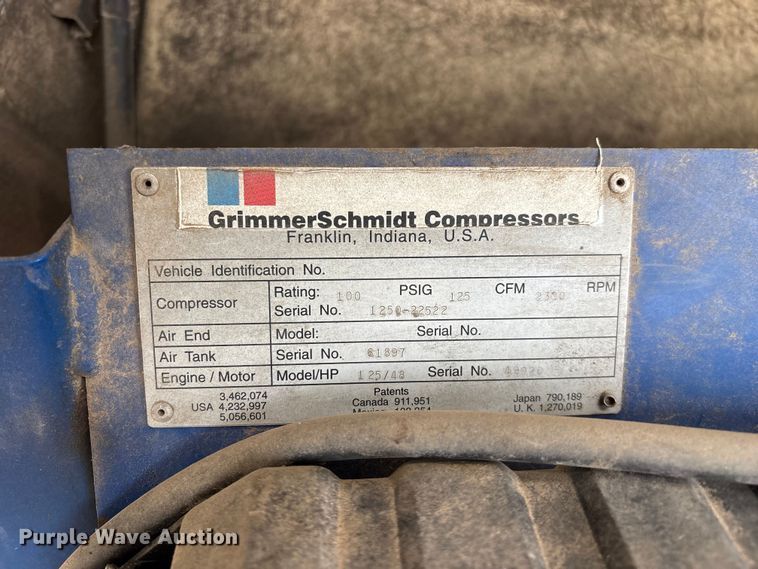 GrimmerSchmidt Compressors
Franklin, Indiana, U.S.A.
Vehicle Identification No.
Compressor Rating: 100 PSIG 125 CFM RPM
Serial No. 1250-22522
Air End Model: Serial No.
Air Tank Serial No. 61897
Engine / Motor Model/HP 125/48 Serial No.
Patents
3,462,074
USA 4,232,997 Canada 911,951 Japan 790,189
5,056,601 U. K. 1,270,019
Purple Wave Auction